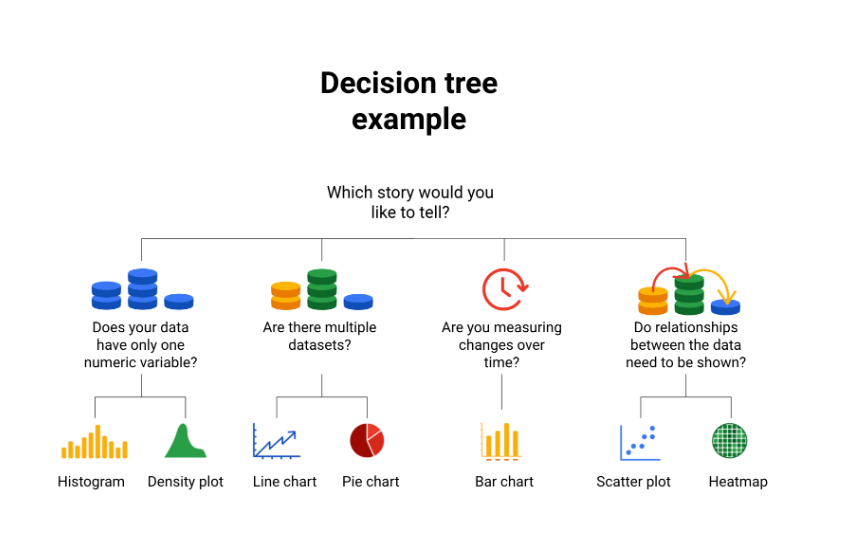 Decision tree
example
Which story would you
like to tell?
Does your data
have only one
numeric variable?
Are there multiple
datasets?
Are you measuring
changes over
time?
Do relationships
between the data
need to be shown?
Histogram
Density plot
Line chart
Pie chart
Bar chart
Scatter plot
Heatmap